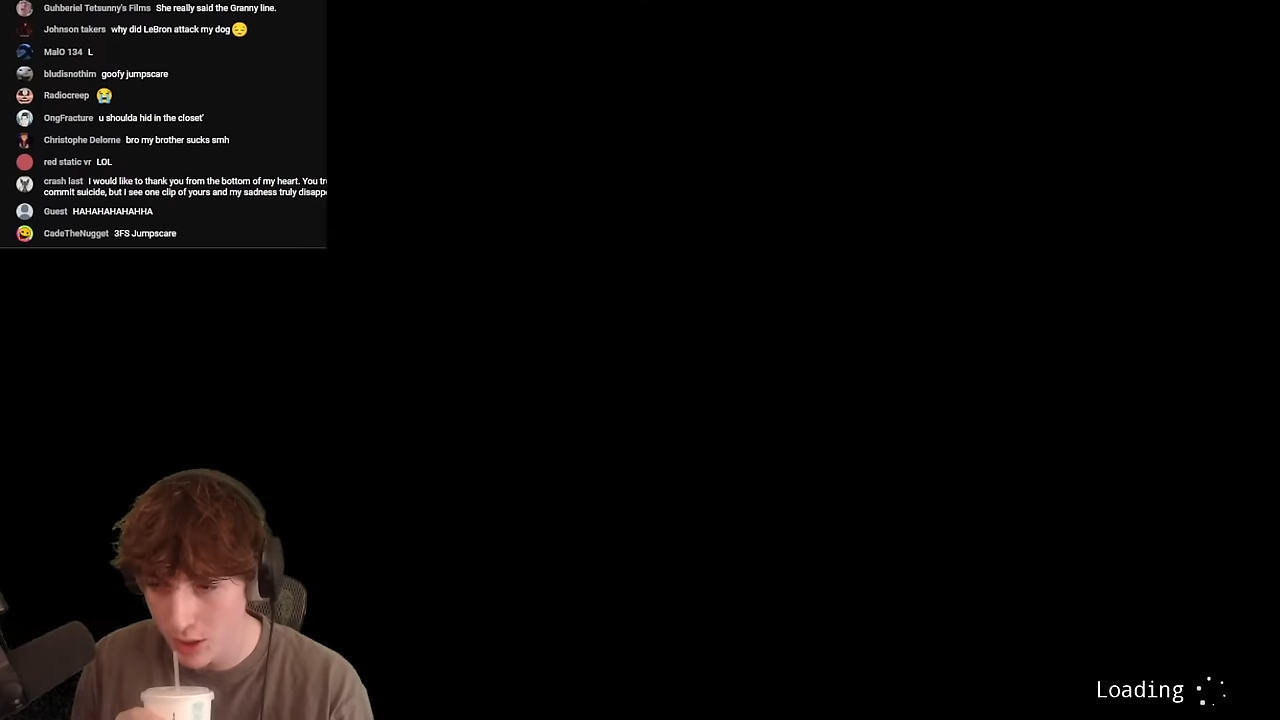 Guhberiel Tetsunny's Films She really said the Granny line.
Johnson takers why did LeBron attack my dog😔
MalO 134 L
bludisnothim goofy jumpscare
Radiocreep 😭
OngFracture u shoulda hid in the closet'
Christophe Delorne bro my brother sucks smh
red static vr LOL
crash last I would like to thank you from the bottom of my heart. You
commit suicide, but I see one clip of yours and my sadness truly
Guest HAHAHAHAHAHHA
CadeTheNugget 3FS Jumpscare
Loading